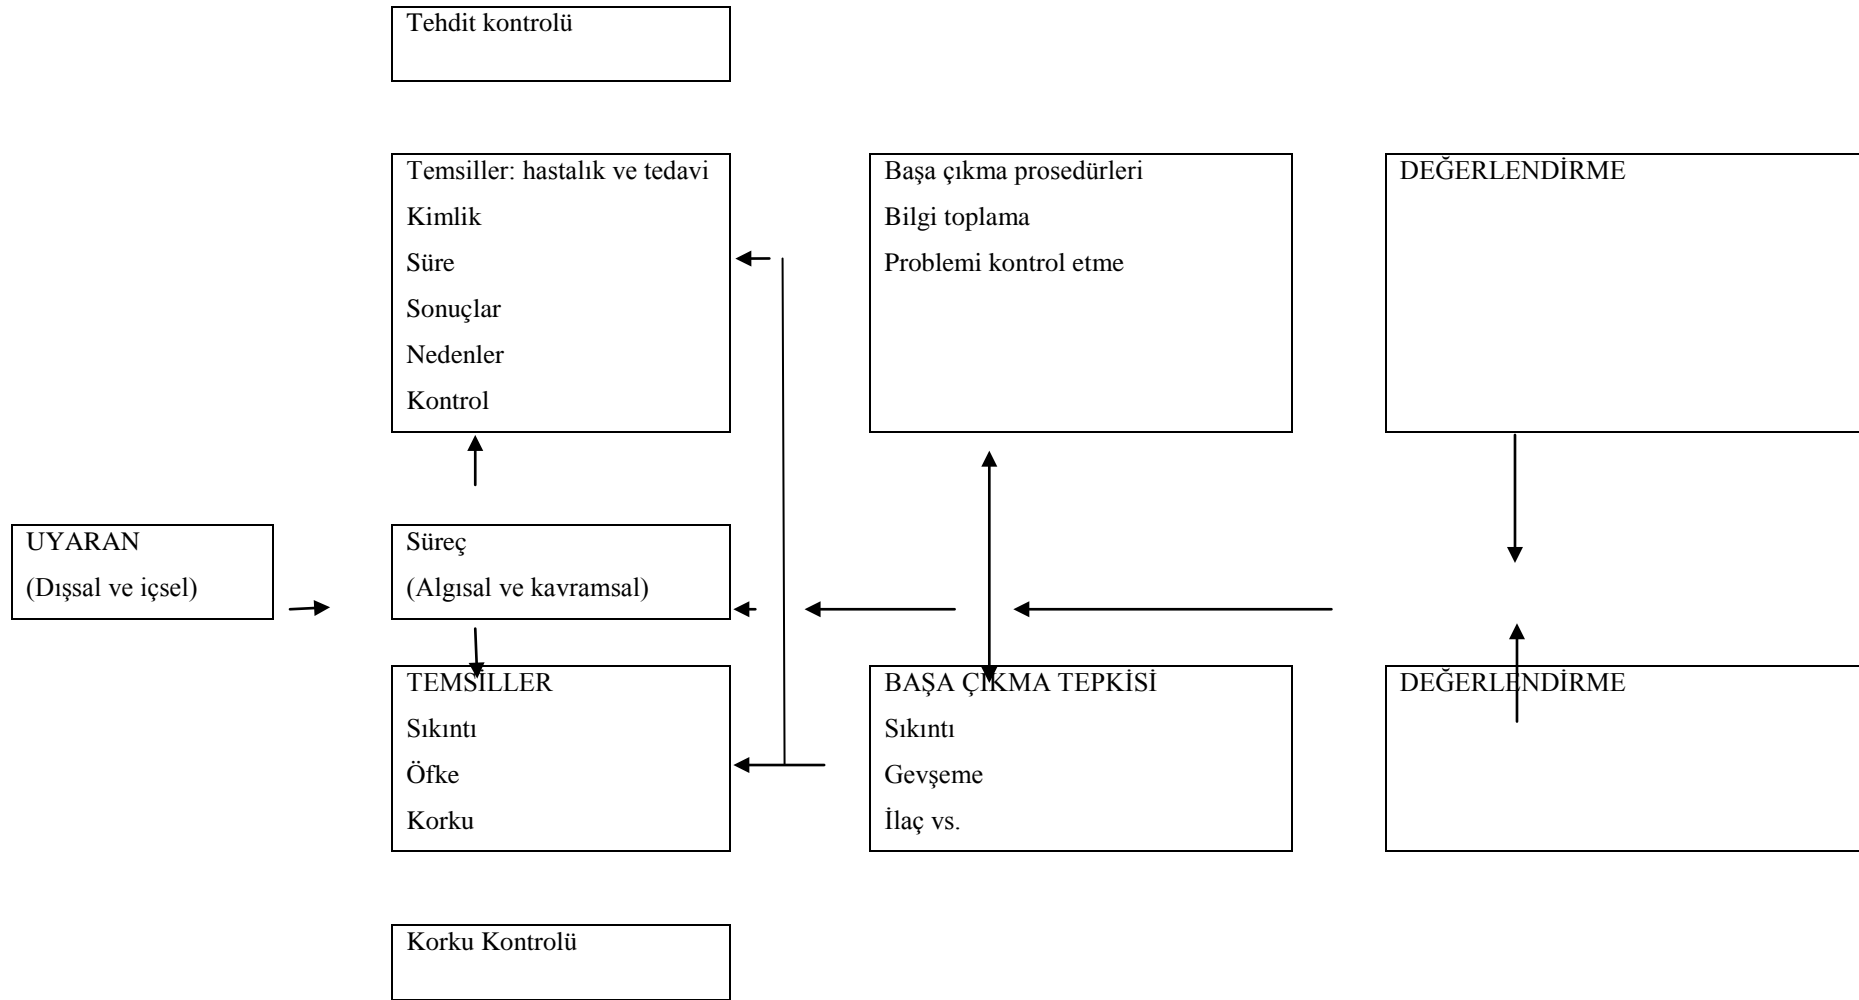 Tehdit kontrolü
Temsiller: hastalık ve tedavi
Kimlik
Süre
Sonuçlar
Nedenler
Kontrol
Başa çıkma prosedürleri
Bilgi toplama
Problemi kontrol etme
DEĞERLENDİRME
UYARAN
(Dışsal ve içsel)
Süreç
(Algısal ve kavramsal)
TEMSİLLER
Sıkıntı
Öfke
Korku
BAŞA ÇIKMA TEPKİSİ
Sıkıntı
Gevşeme
İlaç vs.
DEĞERLENDİRME
Korku Kontrolü